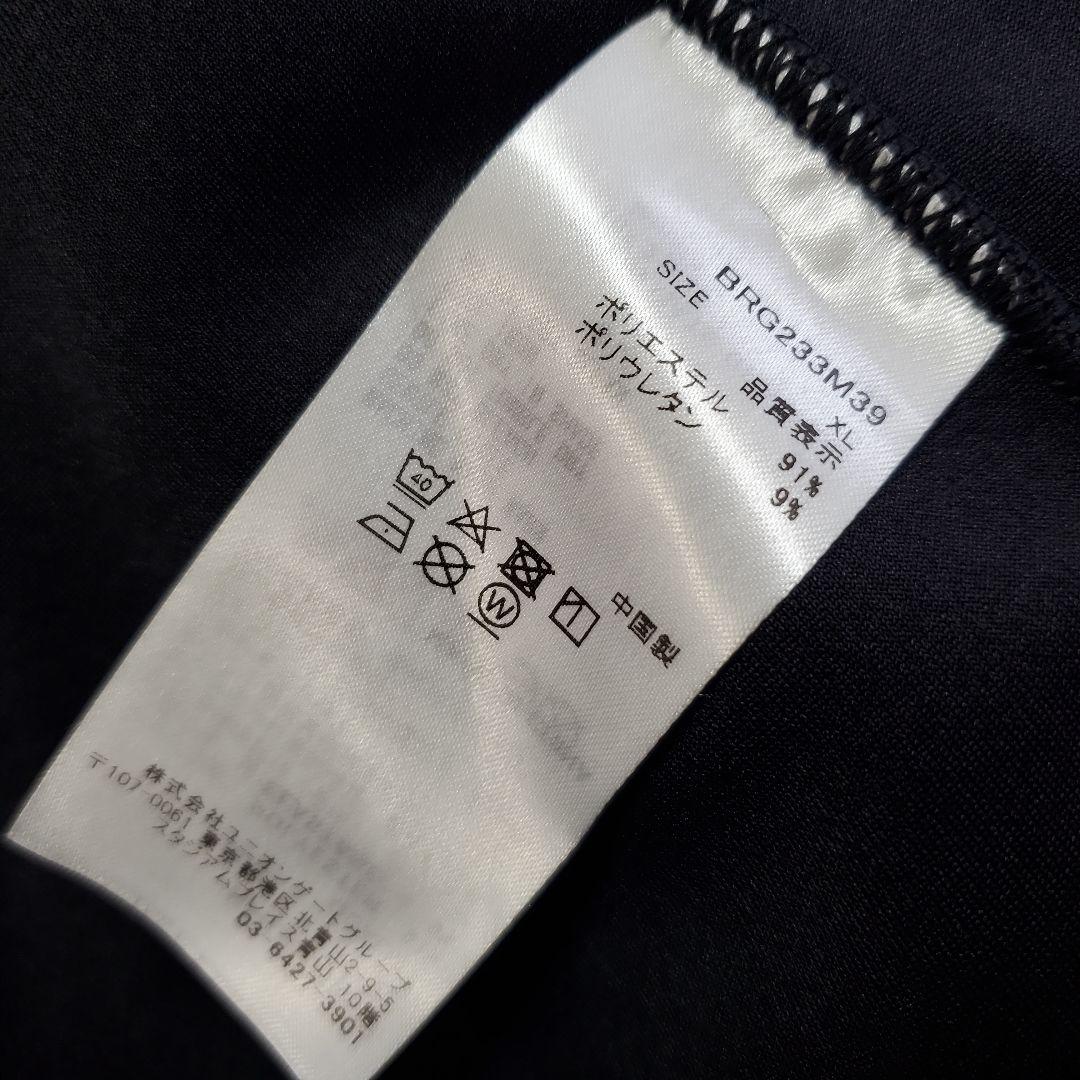 BRG233M39
SIZE XL
品質表示
ポリエステル 91%
ポリウレタン 9%
40
W
中国製
株式会社ユニオンゲートグループ
〒107-0061 東京都港区北青山2-9-5
スタジアムプレイス青山 10階
03 6427-3901